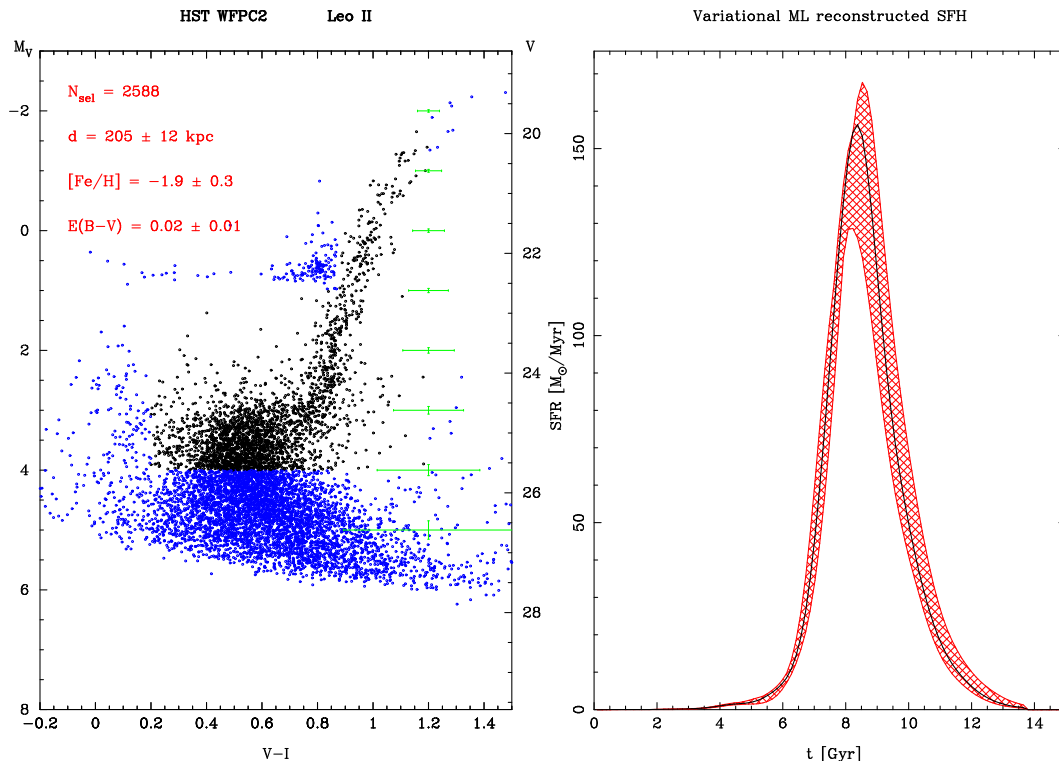 HST WFPC2 Leo II
M_V
V
N_sel = 2588
d = 205 ± 12 kpc
[Fe/H] = −1.9 ± 0.3
E(B−V) = 0.02 ± 0.01
-2
0
2
4
6
8
20
22
24
26
28
-0.2 0 0.2 0.4 0.6 0.8 1 1.2 1.4
V−I
Variational ML reconstructed SFH
SFR [M_⊙/Myr]
150
100
50
0
0 2 4 6 8 10 12 14
t [Gyr]